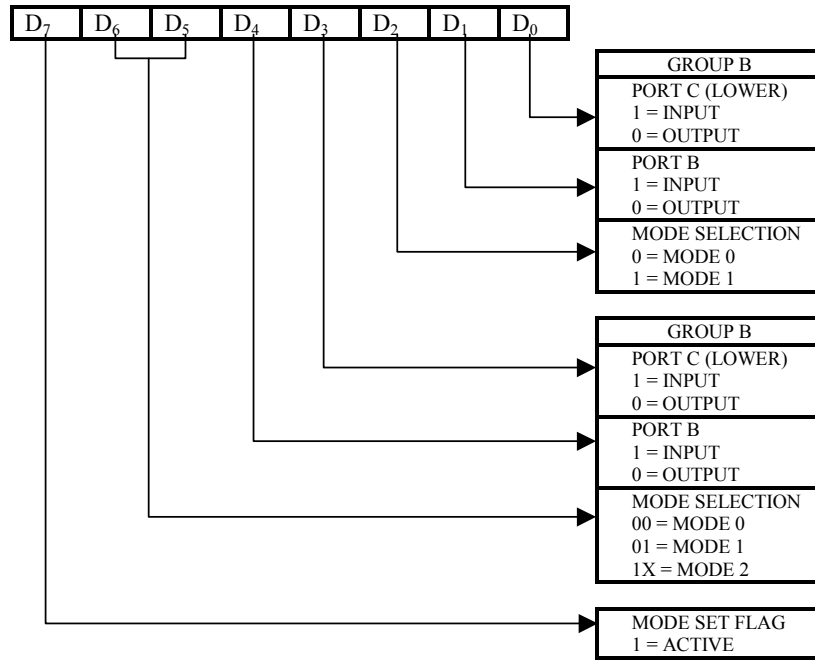 D7 D6 D5 D4 D3 D2 D1 D0
GROUP B
PORT C (LOWER)
1 = INPUT
0 = OUTPUT
PORT B
1 = INPUT
0 = OUTPUT
MODE SELECTION
0 = MODE 0
1 = MODE 1
GROUP B
PORT C (LOWER)
1 = INPUT
0 = OUTPUT
PORT B
1 = INPUT
0 = OUTPUT
MODE SELECTION
00 = MODE 0
01 = MODE 1
1X = MODE 2
MODE SET FLAG
1 = ACTIVE